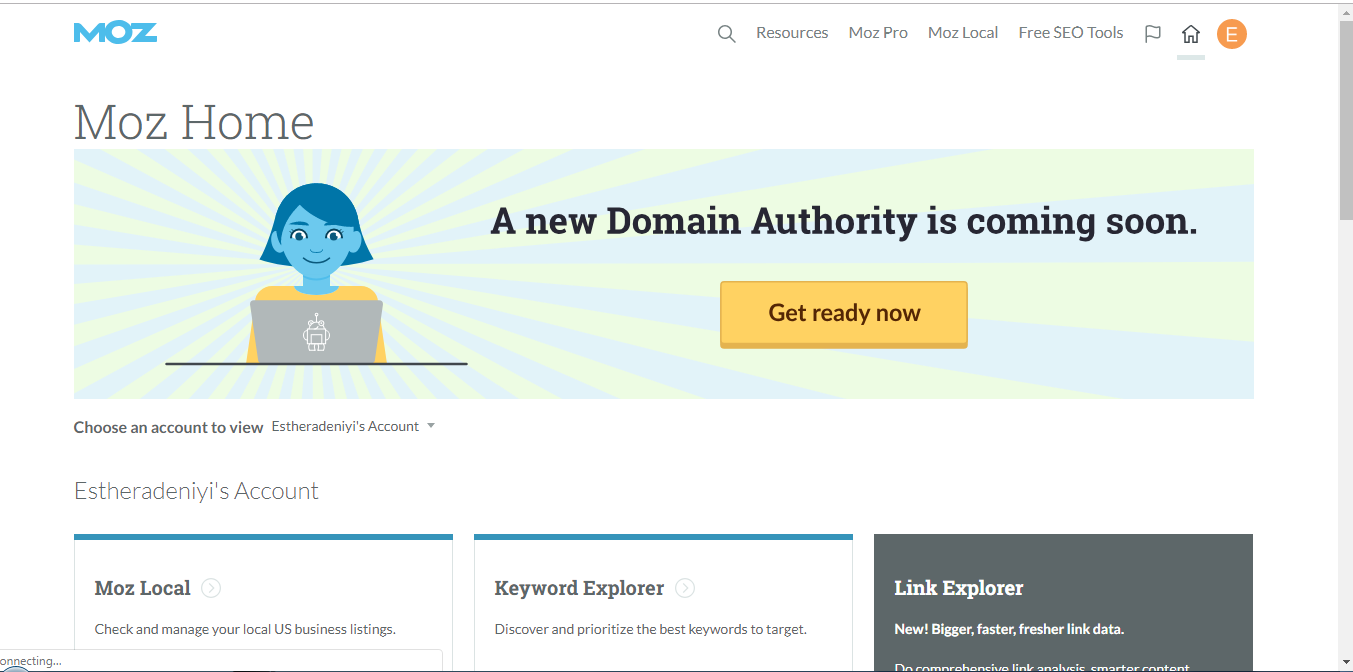 MOZ
Resources Moz Pro Moz Local Free SEO Tools E
Moz Home
A new Domain Authority is coming soon.
Get ready now
Choose an account to view Estheradeniyi's Account
Estheradeniyi's Account
Moz Local
Check and manage your local US business listings.
Keyword Explorer
Discover and prioritize the best keywords to target.
Link Explorer
New! Bigger, faster, fresher link data.
Do comprehensive link analysis, smarter content
onnecting...